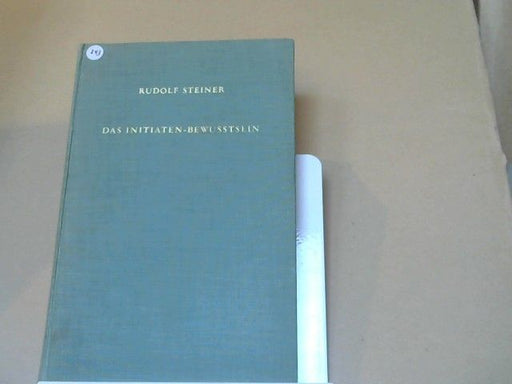 RUDOLF STEINER
DAS INITIATEN-BEWUSSTSEIN